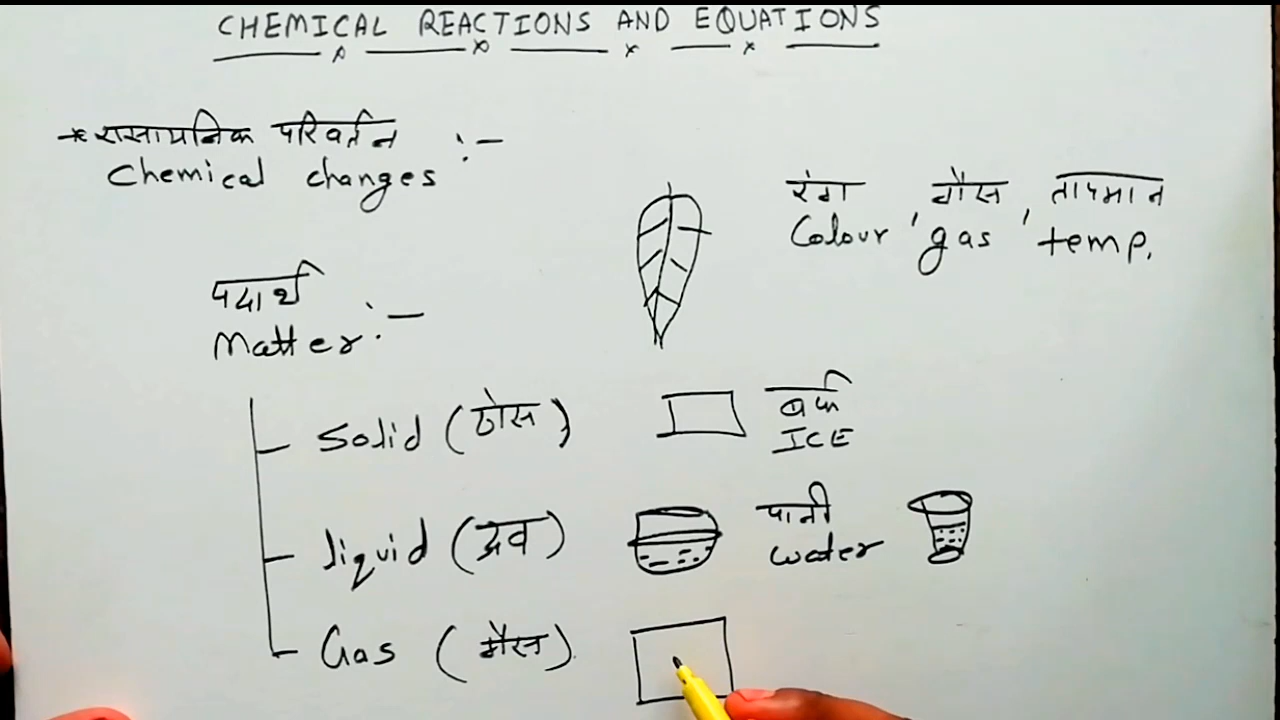 CHEMICAL REACTIONS AND EQUATIONS
* रासायनिक परिवर्तन :-
Chemical changes
रंग , गैस , तापमान
Colour , gas , temp.
पदार्थ
Matter :-
Solid (ठोस)
बर्फ
ICE
liquid (द्रव)
पानी
water
Gas (गैस)